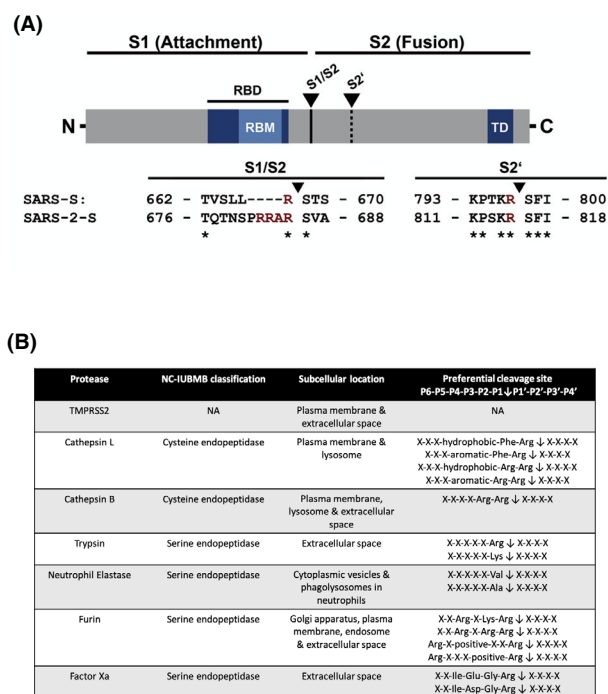 (A)
S1 (Attachment) S2 (Fusion)
S1/S2 S2'
RBD
N RBM TD C
S1/S2 S2'
SARS-S: 662 - TVSLL----R STS - 670 793 - KPTKR SFI - 800
SARS-2-S 676 - TQTNSPRRAR SVA - 688 811 - KPSKR SFI - 818
* * * ** ** ***
(B)
Protease NC-IUBMB classification Subcellular location Preferential cleavage site
P6-P5-P4-P3-P2-P1↓P1'-P2'-P3'-P4'
TMPRSS2 NA Plasma membrane & NA
extracellular space
Cathepsin L Cysteine endopeptidase Plasma membrane & X-X-X-hydrophobic-Phe-Arg ↓ X-X-X-X
lysosome X-X-X-aromatic-Phe-Arg ↓ X-X-X-X
X-X-X-hydrophobic-Arg-Arg ↓ X-X-X-X
X-X-X-aromatic-Arg-Arg ↓ X-X-X-X
Cathepsin B Cysteine endopeptidase Plasma membrane, X-X-X-X-Arg-Arg ↓ X-X-X-X
lysosome & extracellular
space
Trypsin Serine endopeptidase Extracellular space X-X-X-X-X-Arg ↓ X-X-X-X
X-X-X-X-X-Lys ↓ X-X-X-X
Neutrophil Elastase Serine endopeptidase Cytoplasmic vesicles & X-X-X-X-X-Val ↓ X-X-X-X
phagolysosomes in X-X-X-X-X-Ala ↓ X-X-X-X
neutrophils
Furin Serine endopeptidase Golgi apparatus, plasma X-X-Arg-X-Lys-Arg ↓ X-X-X-X
membrane, endosome X-X-Arg-X-Arg-Arg ↓ X-X-X-X
& extracellular space Arg-X-positive-X-X-Arg ↓ X-X-X-X
Arg-X-X-X-positive-Arg ↓ X-X-X-X
Factor Xa Serine endopeptidase Extracellular space X-X-Ile-Glu-Gly-Arg ↓ X-X-X-X
X-X-Ile-Asp-Gly-Arg ↓ X-X-X-X